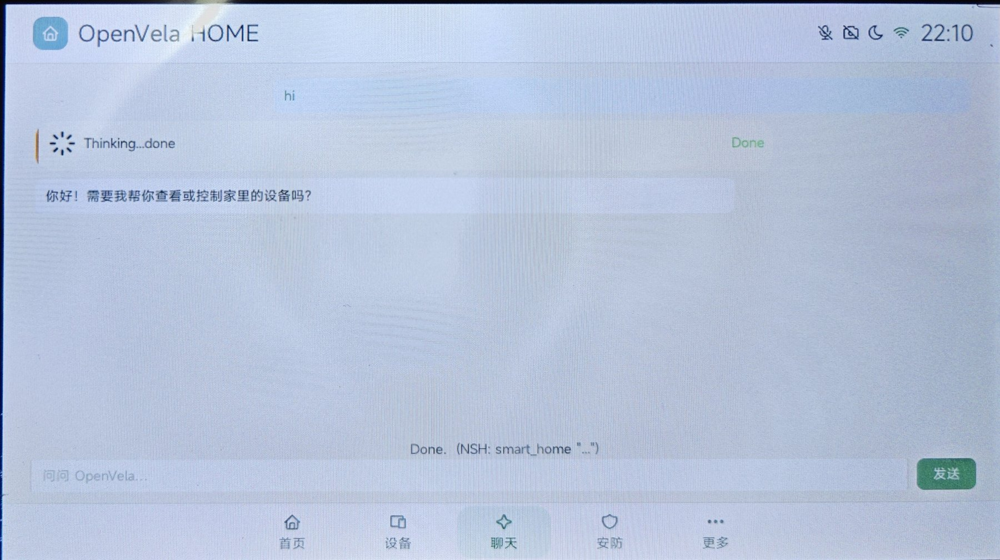 OpenVela HOME
22:10
hi
Thinking...done
Done
你好！需要我帮你查看或控制家里的设备吗？
Done. (NSH: smart_home "...")
问问 OpenVela...
发送
首页
设备
聊天
安防
更多